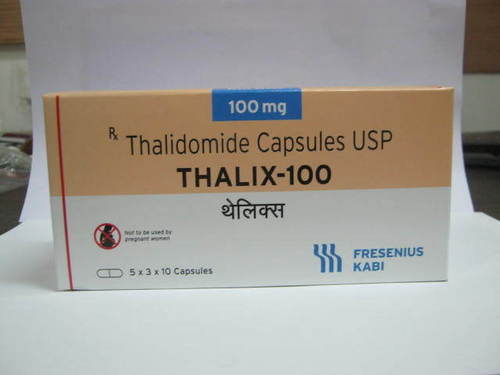 100 mg
Rx Thalidomide Capsules USP
THALIX-100
थेलिक्स
Not to be used by
pregnant women
5 x 3 x 10 Capsules
FRESENIUS
KABI